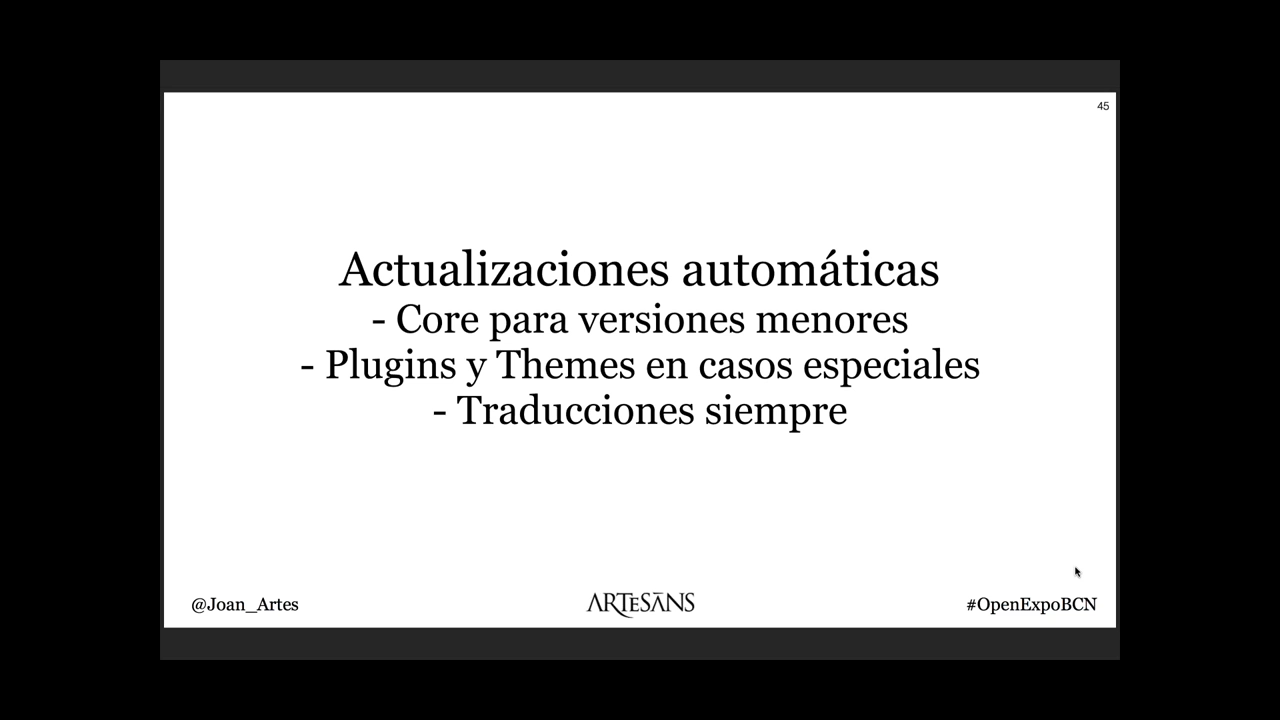 45
Actualizaciones automáticas
- Core para versiones menores
- Plugins y Themes en casos especiales
- Traducciones siempre
@Joan_Artes
ARTESANS
#OpenExpoBCN